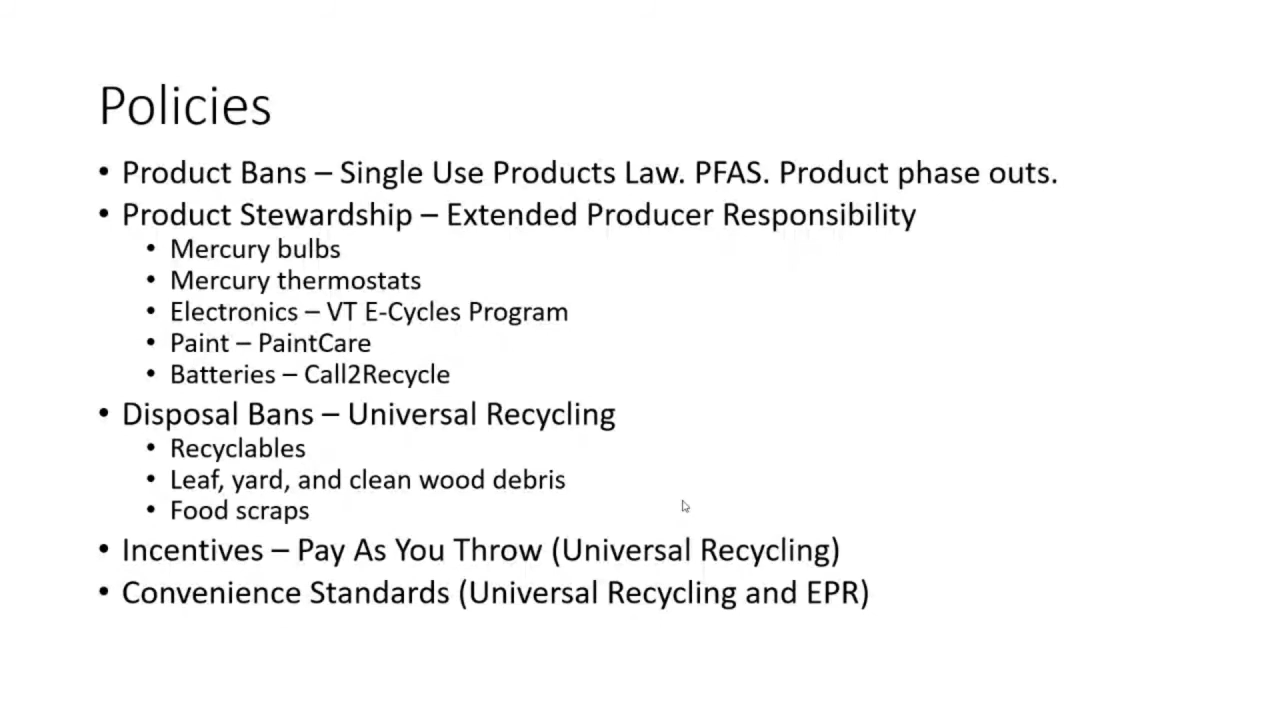 Policies
• Product Bans – Single Use Products Law. PFAS. Product phase outs.
• Product Stewardship – Extended Producer Responsibility
• Mercury bulbs
• Mercury thermostats
• Electronics – VT E-Cycles Program
• Paint – PaintCare
• Batteries – Call2Recycle
• Disposal Bans – Universal Recycling
• Recyclables
• Leaf, yard, and clean wood debris
• Food scraps
• Incentives – Pay As You Throw (Universal Recycling)
• Convenience Standards (Universal Recycling and EPR)